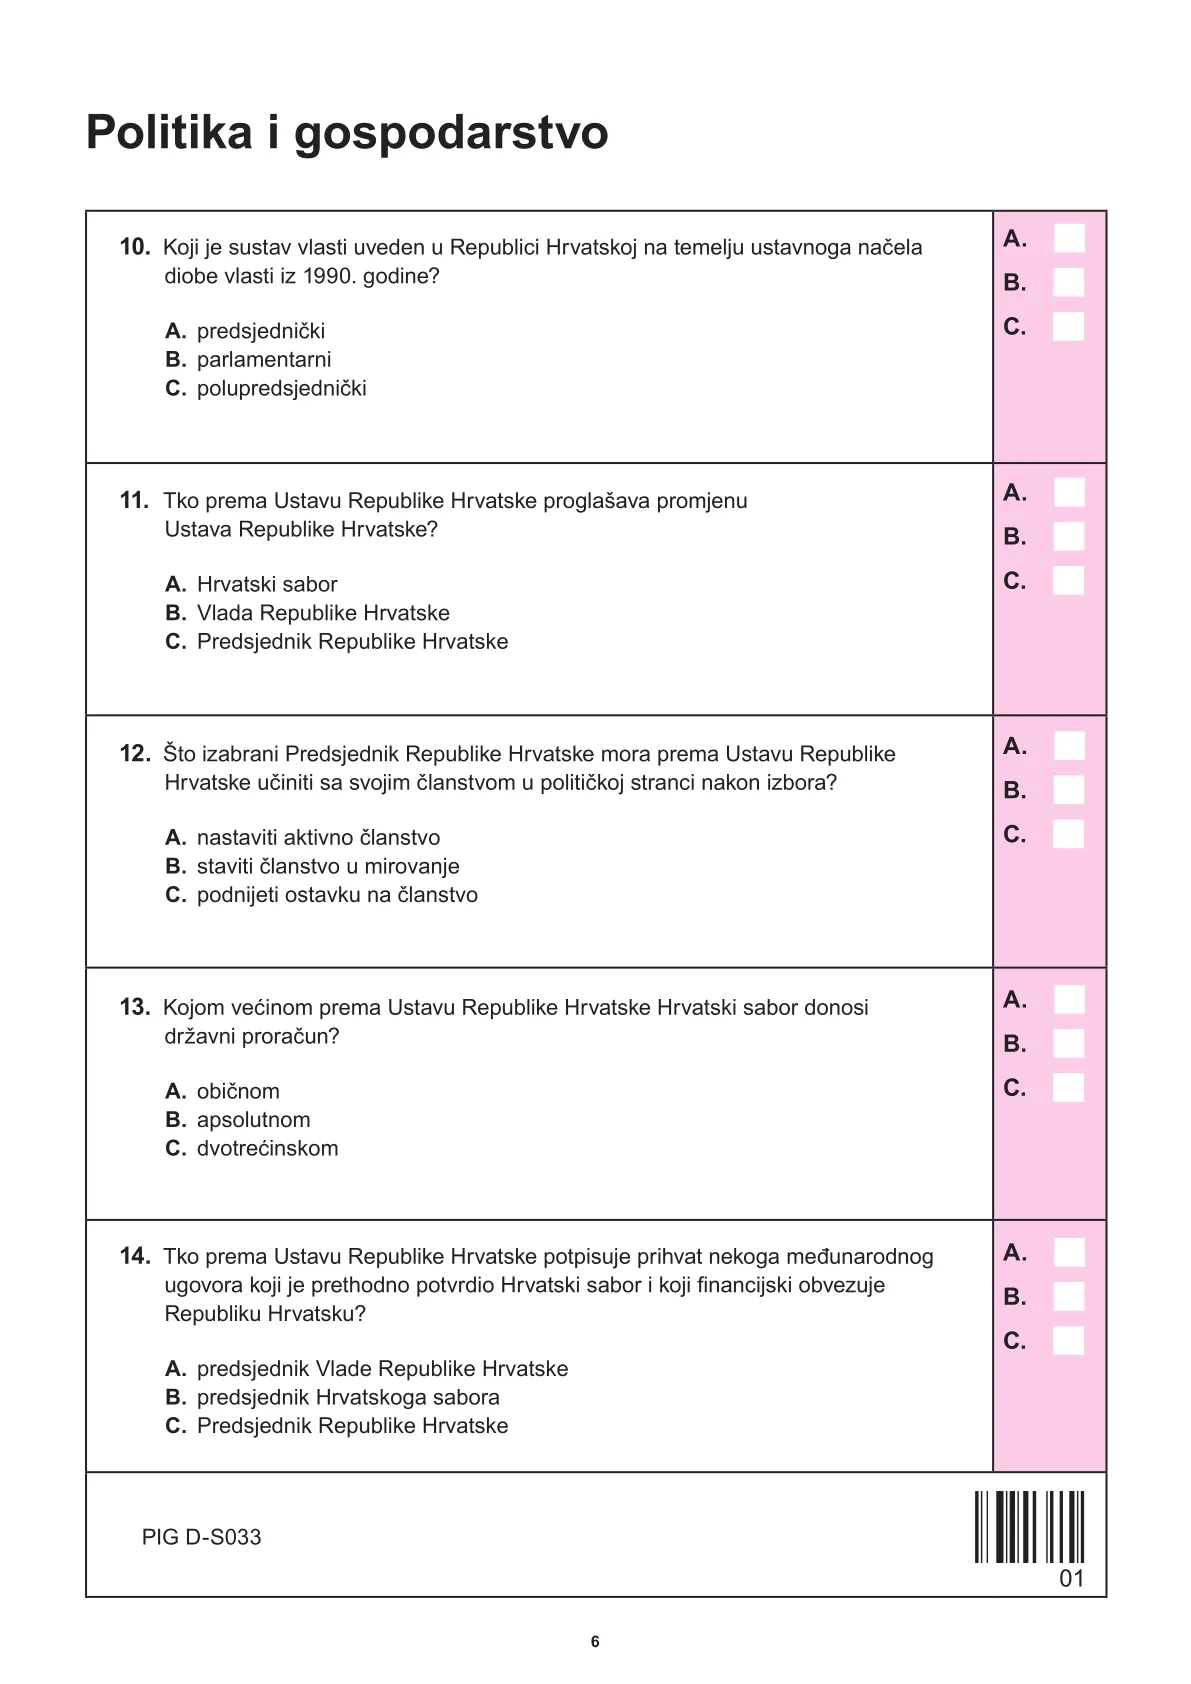 Politika i gospodarstvo
10. Koji je sustav vlasti uveden u Republici Hrvatskoj na temelju ustavnoga načela
diobe vlasti iz 1990. godine?
A. predsjednički
B. parlamentarni
C. polupredsjednički
A.
B.
C.
11. Tko prema Ustavu Republike Hrvatske proglašava promjenu
Ustava Republike Hrvatske?
A. Hrvatski sabor
B. Vlada Republike Hrvatske
C. Predsjednik Republike Hrvatske
A.
B.
C.
12. Što izabrani Predsjednik Republike Hrvatske mora prema Ustavu Republike
Hrvatske učiniti sa svojim članstvom u političkoj stranci nakon izbora?
A. nastaviti aktivno članstvo
B. staviti članstvo u mirovanje
C. podnijeti ostavku na članstvo
A.
B.
C.
13. Kojom većinom prema Ustavu Republike Hrvatske Hrvatski sabor donosi
državni proračun?
A. običnom
B. apsolutnom
C. dvotrećinskom
A.
B.
C.
14. Tko prema Ustavu Republike Hrvatske potpisuje prihvat nekoga međunarodnog
ugovora koji je prethodno potvrdio Hrvatski sabor i koji financijski obvezuje
Republiku Hrvatsku?
A. predsjednik Vlade Republike Hrvatske
B. predsjednik Hrvatskoga sabora
C. Predsjednik Republike Hrvatske
A.
B.
C.
PIG D-S033
01
6